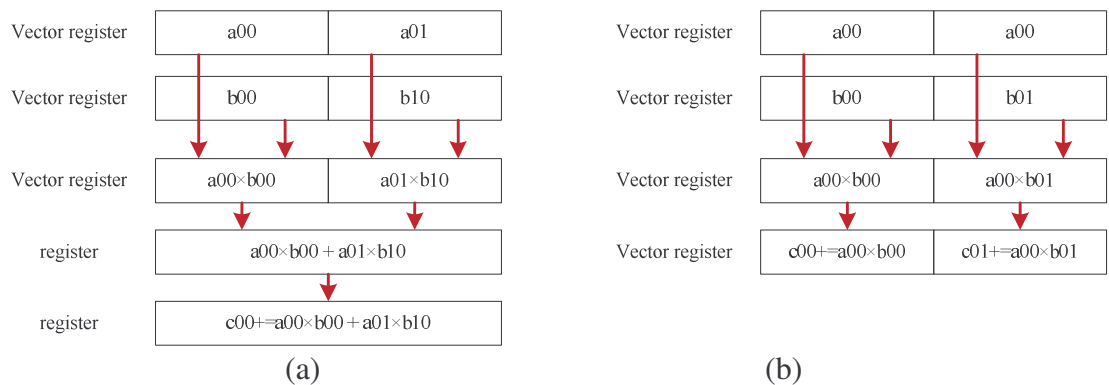 Vector register a00 a01
Vector register b00 b10
Vector register a00×b00 a01×b10
register a00×b00 + a01×b10
register c00+=a00×b00 + a01×b10
(a)
Vector register a00 a00
Vector register b00 b01
Vector register a00×b00 a00×b01
Vector register c00+=a00×b00 c01+=a00×b01
(b)